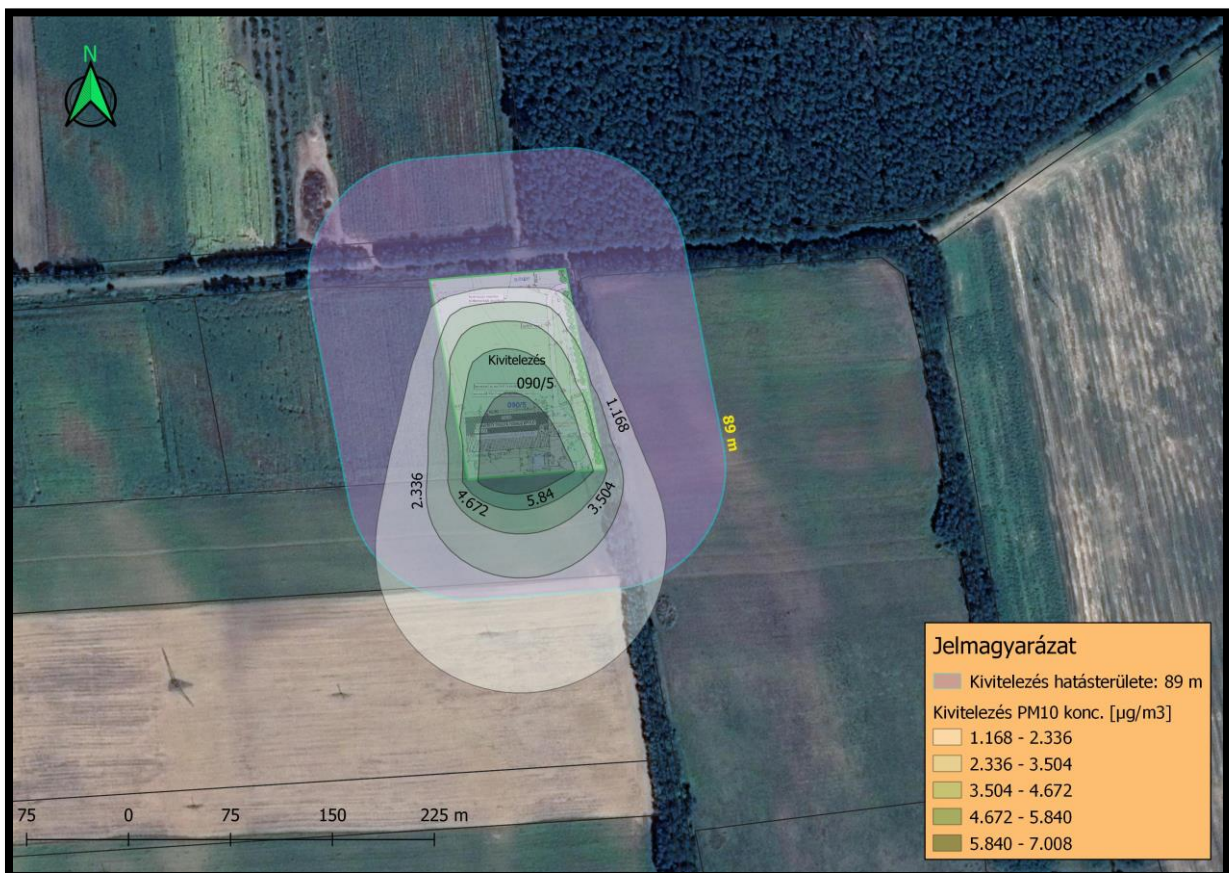 N
Kivitelezés
090/5
090/5
1.168
2.336
4.672
5.84
3.504
89 m
Jelmagyarázat
Kivitelezés hatásterülete: 89 m
Kivitelezés PM10 konc. [µg/m3]
1.168 - 2.336
2.336 - 3.504
3.504 - 4.672
4.672 - 5.840
5.840 - 7.008
75 0 75 150 225 m